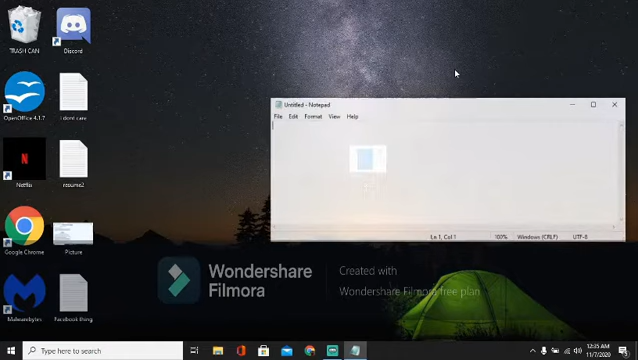 TRASH CAN
Discord
Untitled - Notepad
File Edit Format View Help
OpenOffice 4.1.7
i dont care
N
Netflix
resume2
Google Chrome
Picture
Ln 1, Col 1
100%
Windows (CRLF)
UTF-8
Wondershare
Filmora
Created with
Wondershare Filmora free plan
Malwarebytes
Facebook thing
Type here to search
12:35 AM
11/7/2020